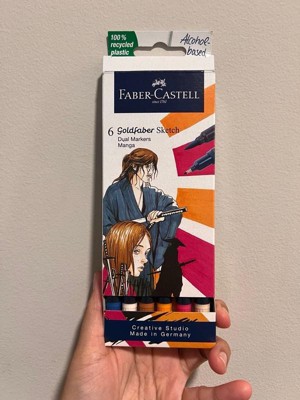 100%
recycled
plastic
Alcohol-
based
FABER-CASTELL
since 1761
6 Goldfaber Sketch
Dual Markers
Manga
Creative Studio
Made in Germany